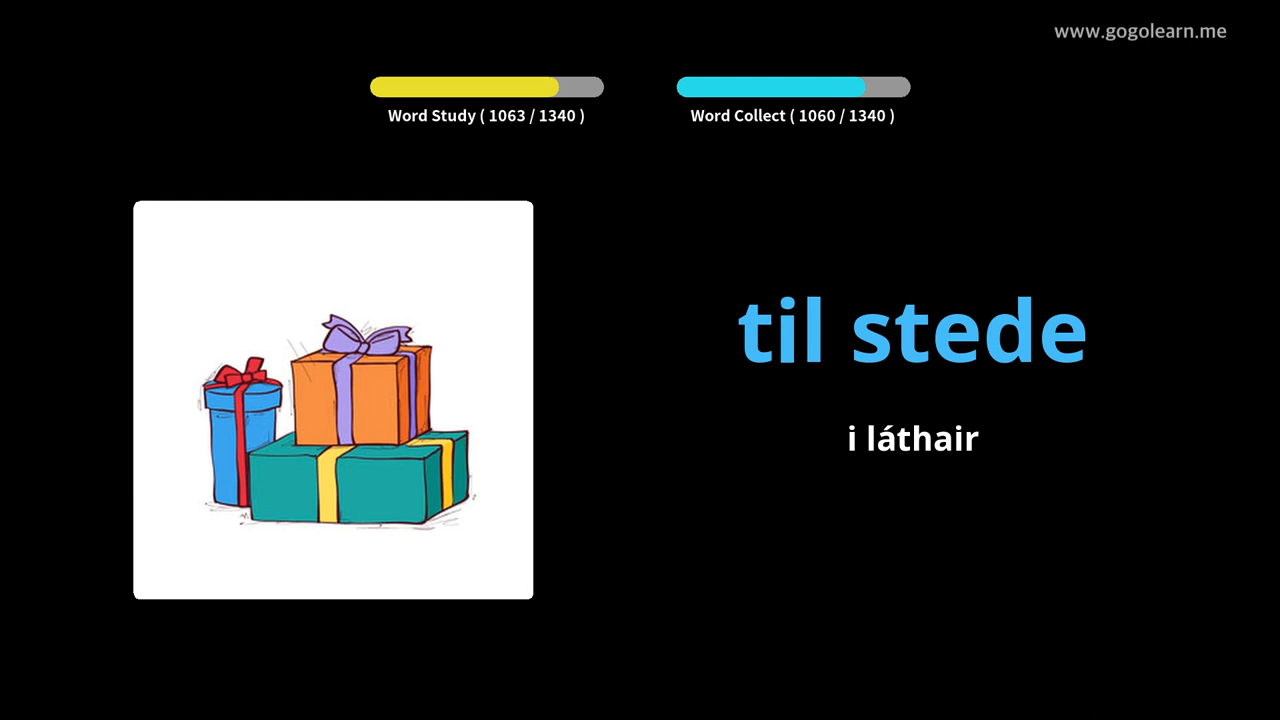 www.gogolearn.me
Word Study ( 1063 / 1340 )
Word Collect ( 1060 / 1340 )
til stede
i láthair